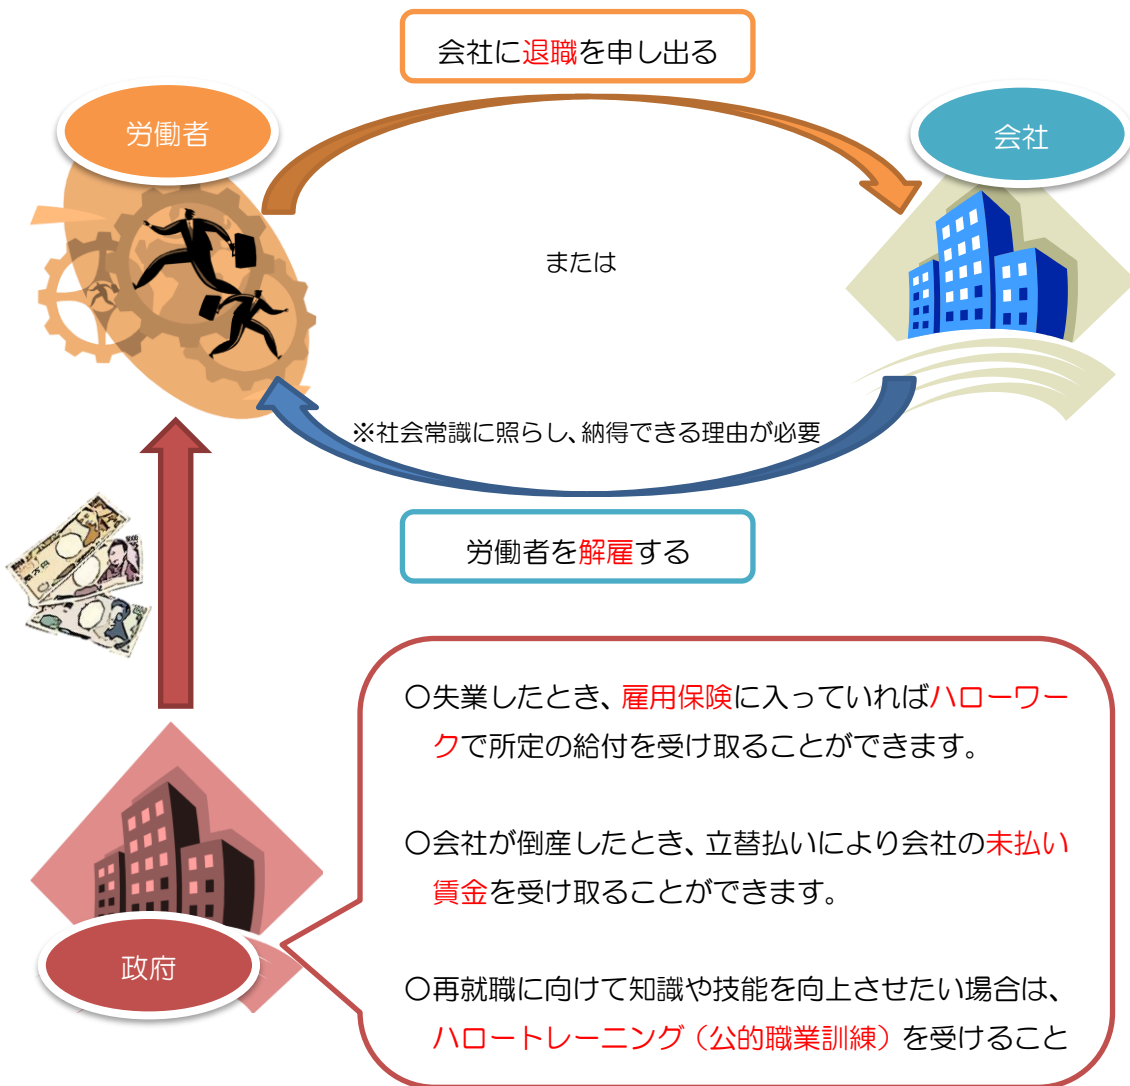 会社に退職を申し出る
労働者
会社
または
※社会常識に照らし、納得できる理由が必要
労働者を解雇する
〇失業したとき、雇用保険に入っていればハローワー
クで所定の給付を受け取ることができます。
〇会社が倒産したとき、立替払いにより会社の未払い
賃金を受け取ることができます。
政府
〇再就職に向けて知識や技能を向上させたい場合は、
ハロートレーニング（公的職業訓練）を受けること